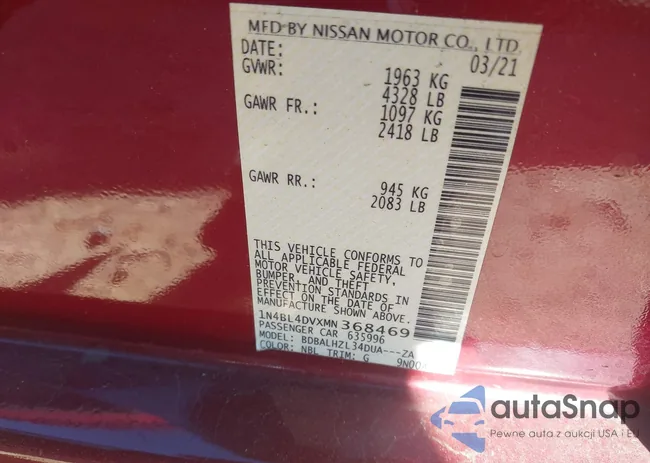 MFD BY NISSAN MOTOR CO., LTD.
DATE: 03/21
GVWR: 1963 KG
4328 LB
GAWR FR.: 1097 KG
2418 LB
GAWR RR.: 945 KG
2083 LB
THIS VEHICLE CONFORMS TO
ALL APPLICABLE FEDERAL
MOTOR VEHICLE SAFETY,
BUMPER, AND THEFT
PREVENTION STANDARDS IN
EFFECT ON THE DATE OF
MANUFACTURE SHOWN ABOVE.
1N4BL4DVXMN368469
PASSENGER CAR 635996
MODEL: BDBALHZL34DUA---ZA
COLOR: NBL TRIM: G
autaSnap
Pewne auta z aukcji USA i EU